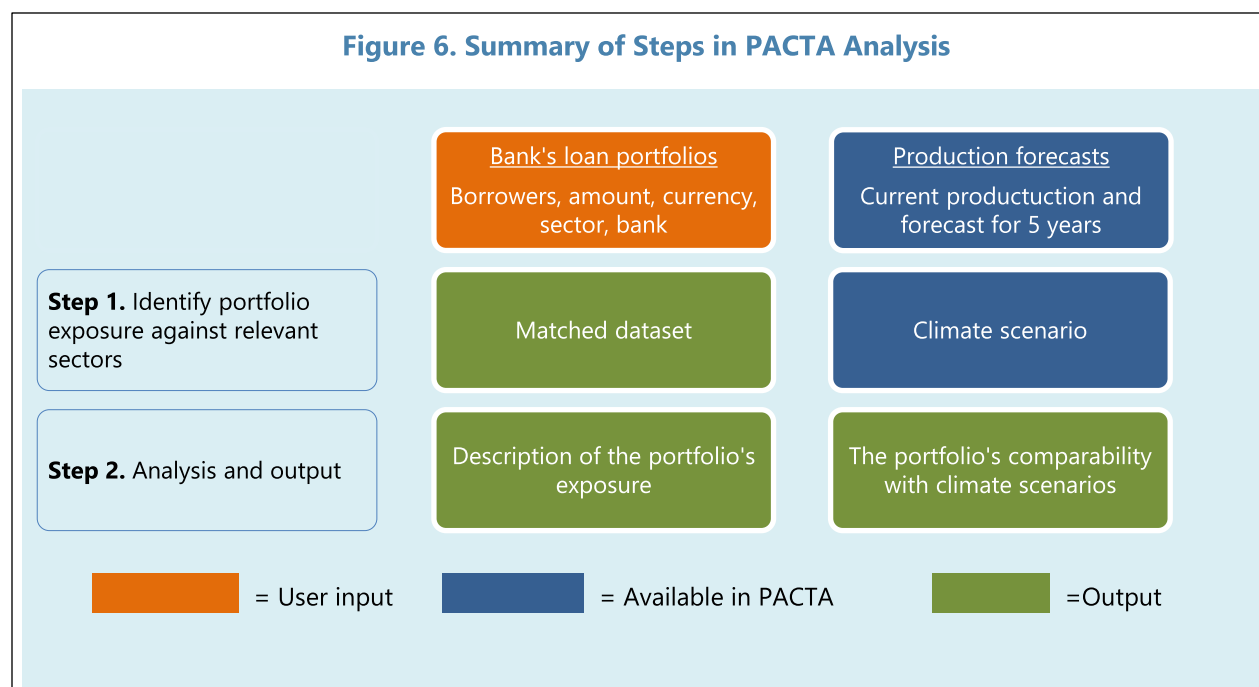 Figure 6. Summary of Steps in PACTA Analysis
Bank's loan portfolios
Borrowers, amount, currency,
sector, bank
Production forecasts
Current productuction and
forecast for 5 years
Step 1. Identify portfolio
exposure against relevant
sectors
Matched dataset
Climate scenario
Step 2. Analysis and output
Description of the portfolio's
exposure
The portfolio's comparability
with climate scenarios
= User input
= Available in PACTA
=Output